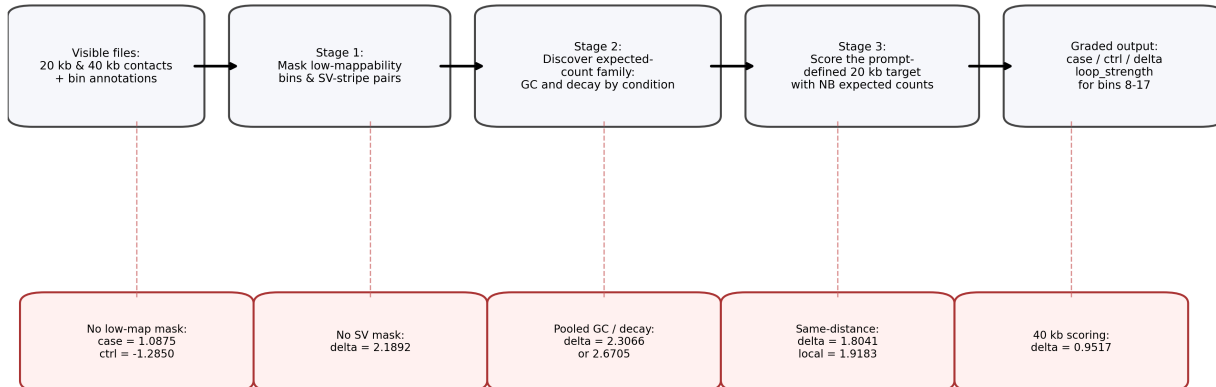 Visible files:
20 kb & 40 kb contacts
+ bin annotations
Stage 1:
Mask low-mappability
bins & SV-stripe pairs
Stage 2:
Discover expected-
count family:
GC and decay by condition
Stage 3:
Score the prompt-
defined 20 kb target
with NB expected counts
Graded output:
case / ctrl / delta
loop_strength
for bins 8-17
No low-map mask:
case = 1.0875
ctrl = -1.2850
No SV mask:
delta = 2.1892
Pooled GC / decay:
delta = 2.3066
or 2.6705
Same-distance:
delta = 1.8041
local = 1.9183
40 kb scoring:
delta = 0.9517